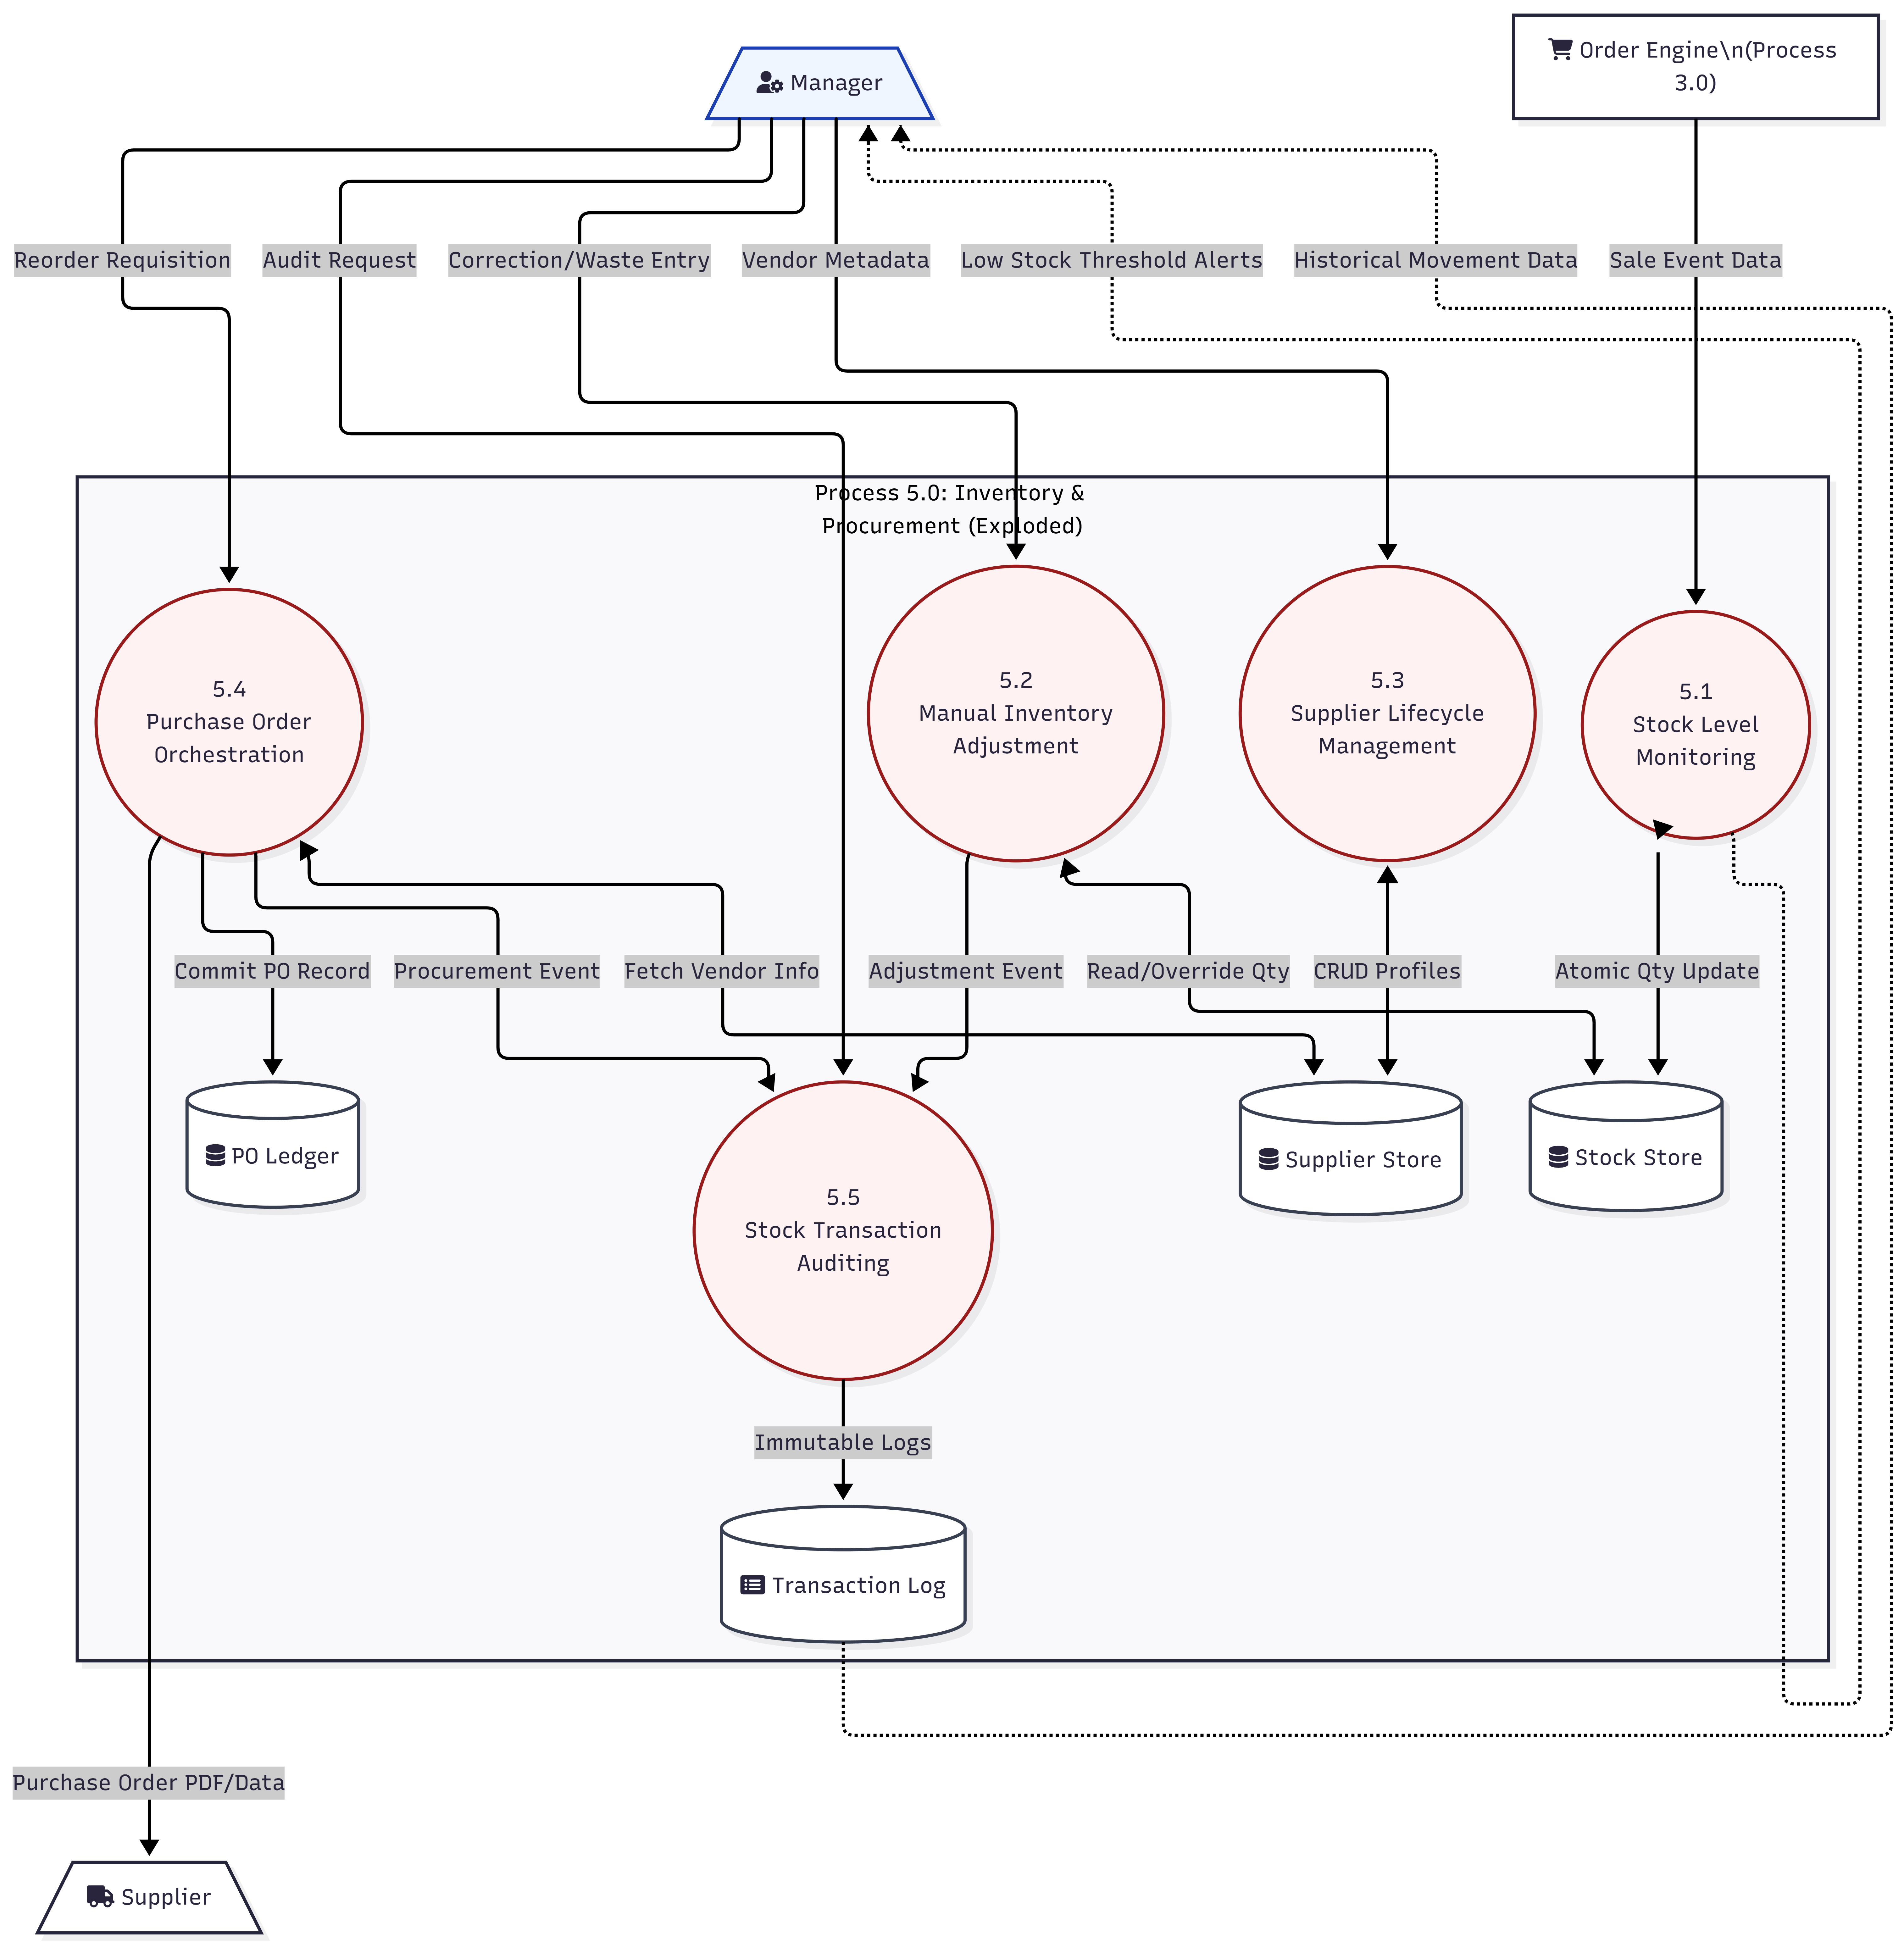 Manager
Order Engine\n(Process
3.0)
Reorder Requisition
Audit Request
Correction/Waste Entry
Vendor Metadata
Low Stock Threshold Alerts
Historical Movement Data
Sale Event Data
Process 5.0: Inventory &
Procurement (Exploded)
5.4
Purchase Order
Orchestration
5.2
Manual Inventory
Adjustment
5.3
Supplier Lifecycle
Management
5.1
Stock Level
Monitoring
Commit PO Record
Procurement Event
Fetch Vendor Info
Adjustment Event
Read/Override Qty
CRUD Profiles
Atomic Qty Update
PO Ledger
5.5
Stock Transaction
Auditing
Supplier Store
Stock Store
Immutable Logs
Transaction Log
Purchase Order PDF/Data
Supplier